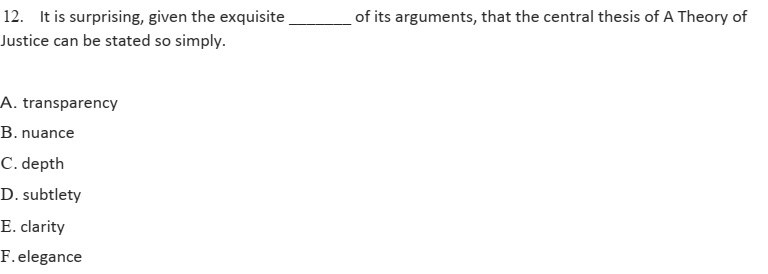 12. It is surprising, given the exquisite _______ of its arguments, that the central thesis of A Theory of
Justice can be stated so simply.
A. transparency
B. nuance
C. depth
D. subtlety
E. clarity
F. elegance